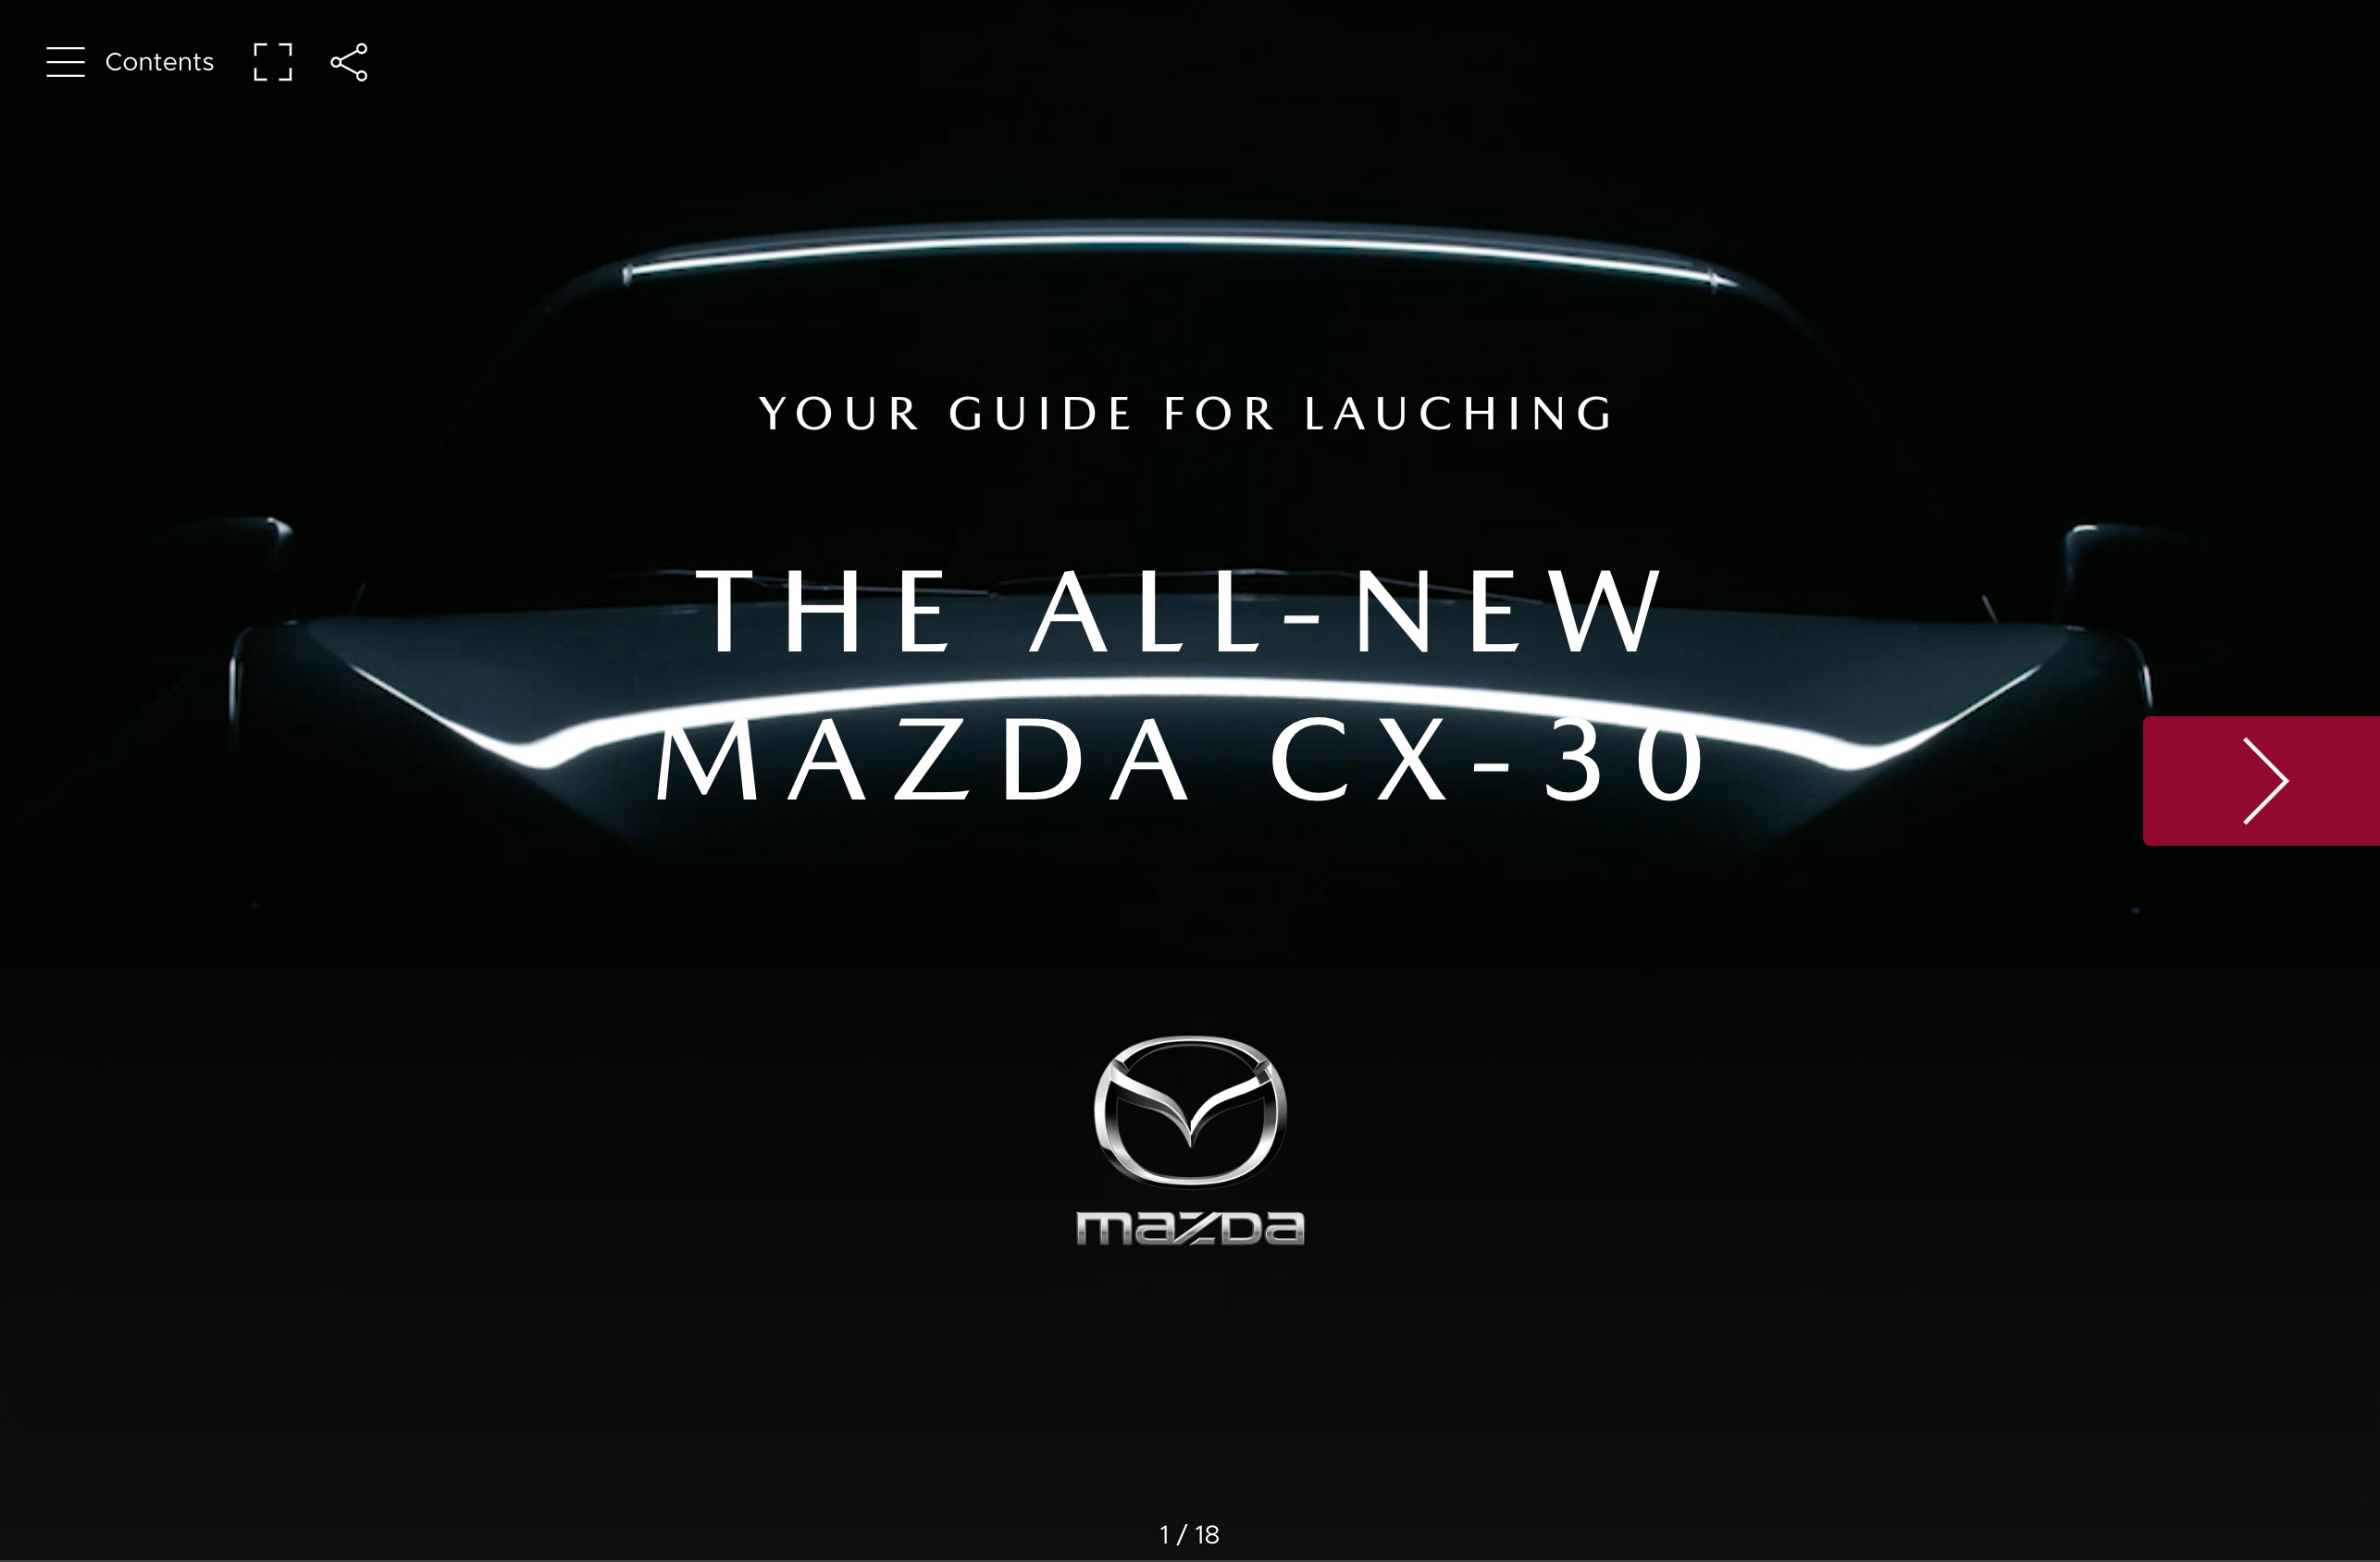 Contents
YOUR GUIDE FOR LAUCHING
THE ALL-NEW
MAZDA CX-30
mazda
1 / 18